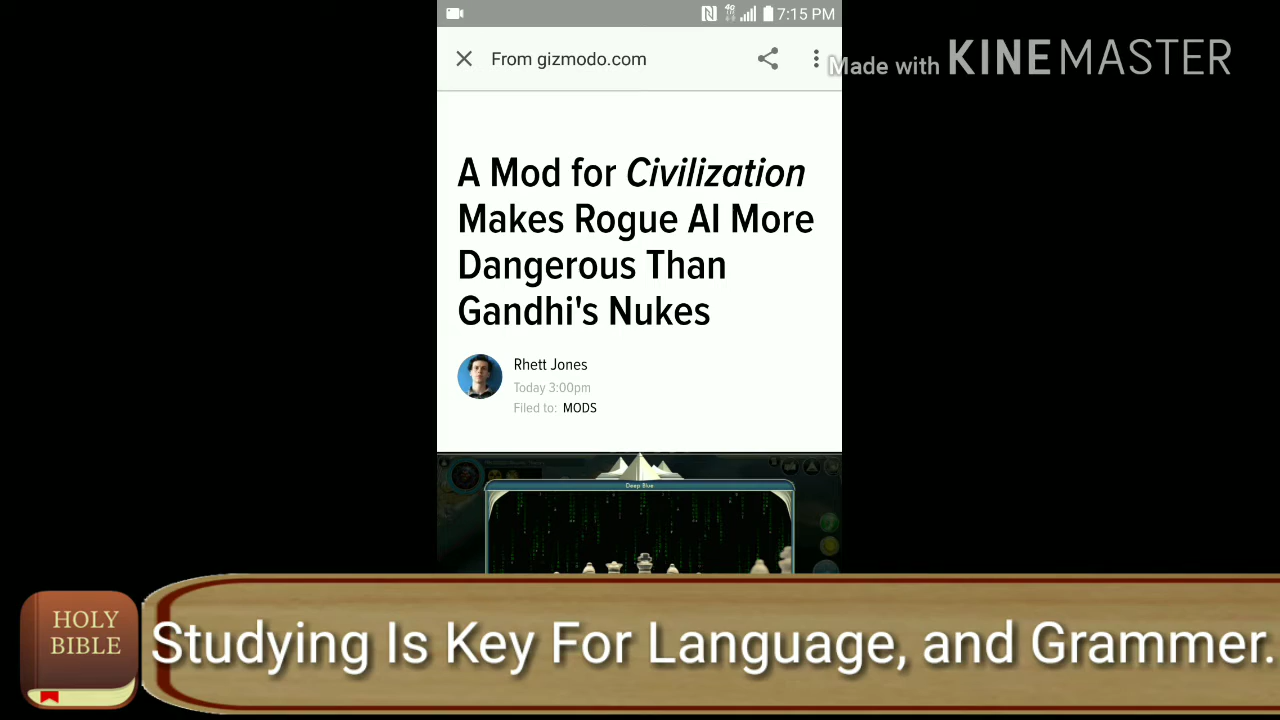 7:15 PM
From gizmodo.com
Made with KINEMASTER
A Mod for Civilization
Makes Rogue AI More
Dangerous Than
Gandhi's Nukes
Rhett Jones
Today 3:00pm
Filed to: MODS
Deep Blue
HOLY
BIBLE
Studying Is Key For Language, and Grammer.